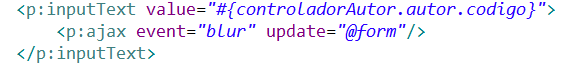 <p:inputText value="#{controladorAutor.autor.codigo}">
<p:ajax event="blur" update="@form"/>
</p:inputText>